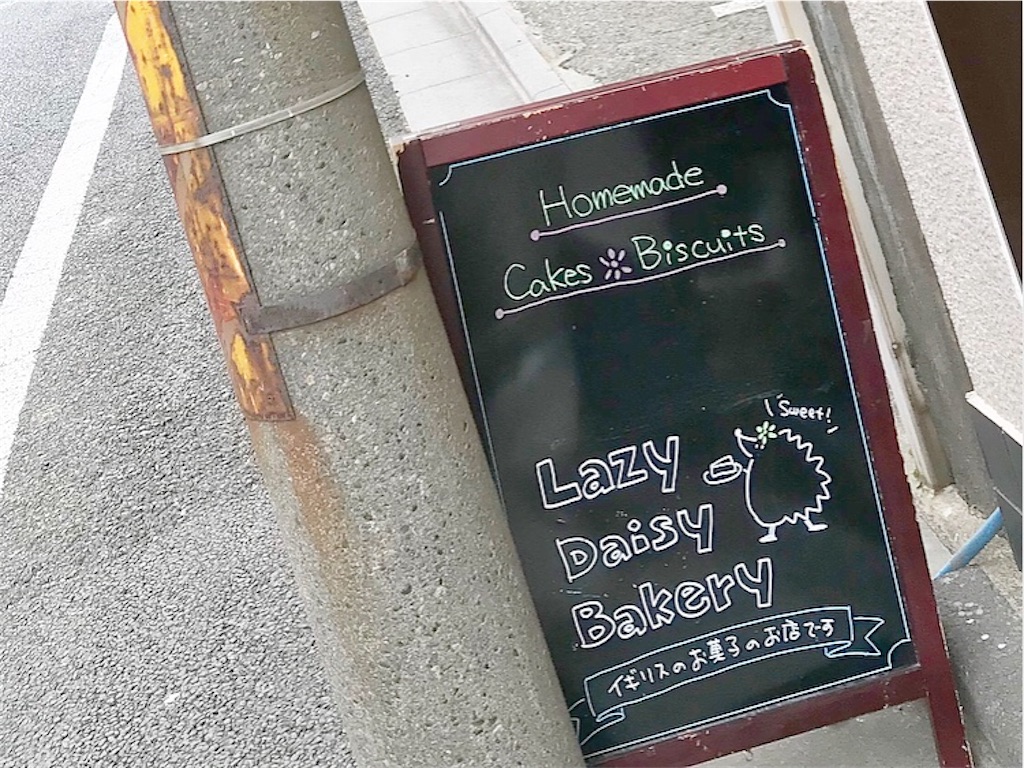 Homemade
Cakes Biscuits
Sweet!
Lazy
Daisy
Bakery
イギリスのお菓子のお店です